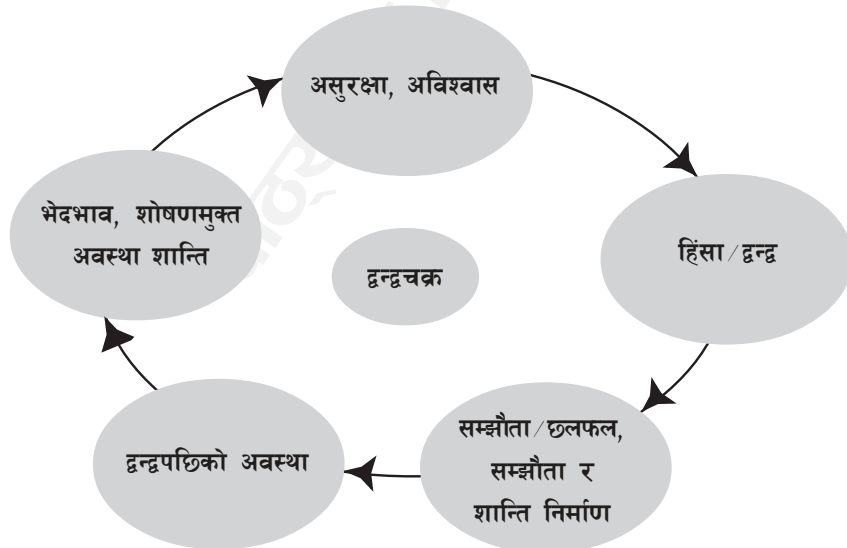 असुरक्षा, अविश्वास
हिंसा/द्वन्द्व
सम्झौता/छलफल,
सम्झौता र
शान्ति निर्माण
द्वन्द्वपछिको अवस्था
भेदभाव, शोषणमुक्त
अवस्था शान्ति
द्वन्द्वचक्र